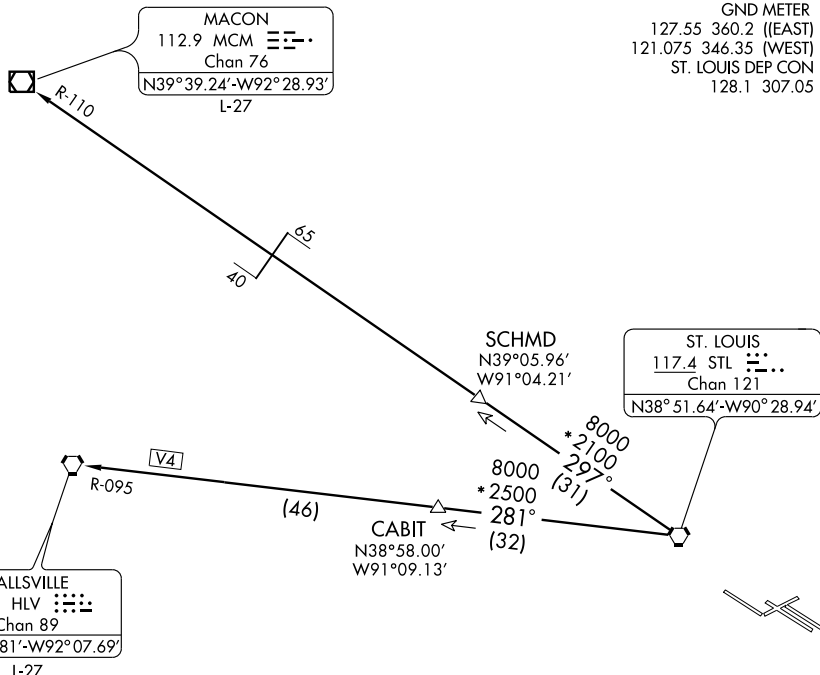 GND METER
127.55 360.2 ((EAST)
121.075 346.35 (WEST)
ST. LOUIS DEP CON
128.1 307.05
MACON
112.9 MCM
Chan 76
N39°39.24'-W92°28.93'
L-27
R-110
65
40
SCHMD
N39°05.96'
W91°04.21'
ST. LOUIS
117.4 STL
Chan 121
N38°51.64'-W90°28.94'
8000
*2100
297°
(31)
V4
R-095
(46)
8000
*2500
281°
(32)
CABIT
N38°58.00'
W91°09.13'
ALLSVILLE
HLV
Chan 89
81'-W92°07.69'
L-27